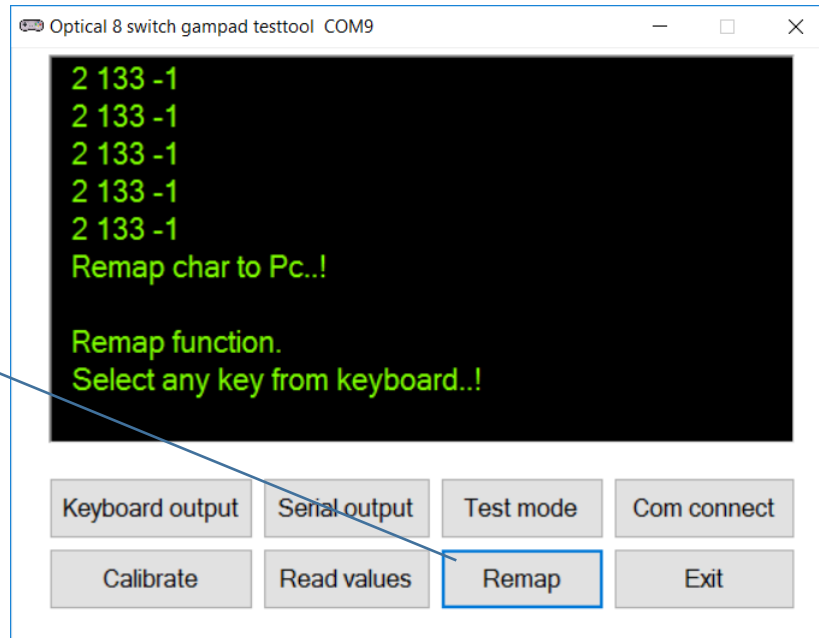 Optical 8 switch gampad testtool COM9
2 133 -1
2 133 -1
2 133 -1
2 133 -1
2 133 -1
Remap char to Pc..!
Remap function.
Select any key from keyboard..!
Keyboard output Serial output Test mode Com connect
Calibrate Read values Remap Exit